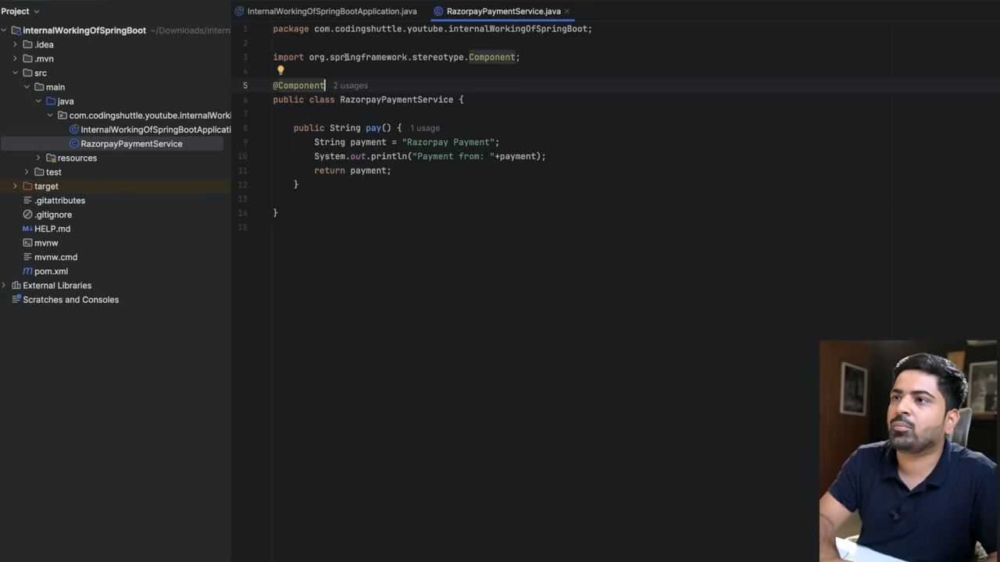 Project
InternalWorkingOfSpringBootApplication.java
RazorpayPaymentService.java
internalWorkingOfSpringBoot ~/Downloads/intern
.idea
.mvn
src
main
java
com.codingshuttle.youtube.internalWorki
InternalWorkingOfSpringBootApplicati
RazorpayPaymentService
resources
test
target
.gitattributes
.gitignore
HELP.md
mvnw
mvnw.cmd
pom.xml
External Libraries
Scratches and Consoles
1 package com.codingshuttle.youtube.internalWorkingOfSpringBoot;
2
3 import org.springframework.stereotype.Component;
4
5 @Component 2 usages
6 public class RazorpayPaymentService {
7
8 public String pay() { 1 usage
9 String payment = "Razorpay Payment";
10 System.out.println("Payment from: "+payment);
11 return payment;
12 }
13
14 }
15